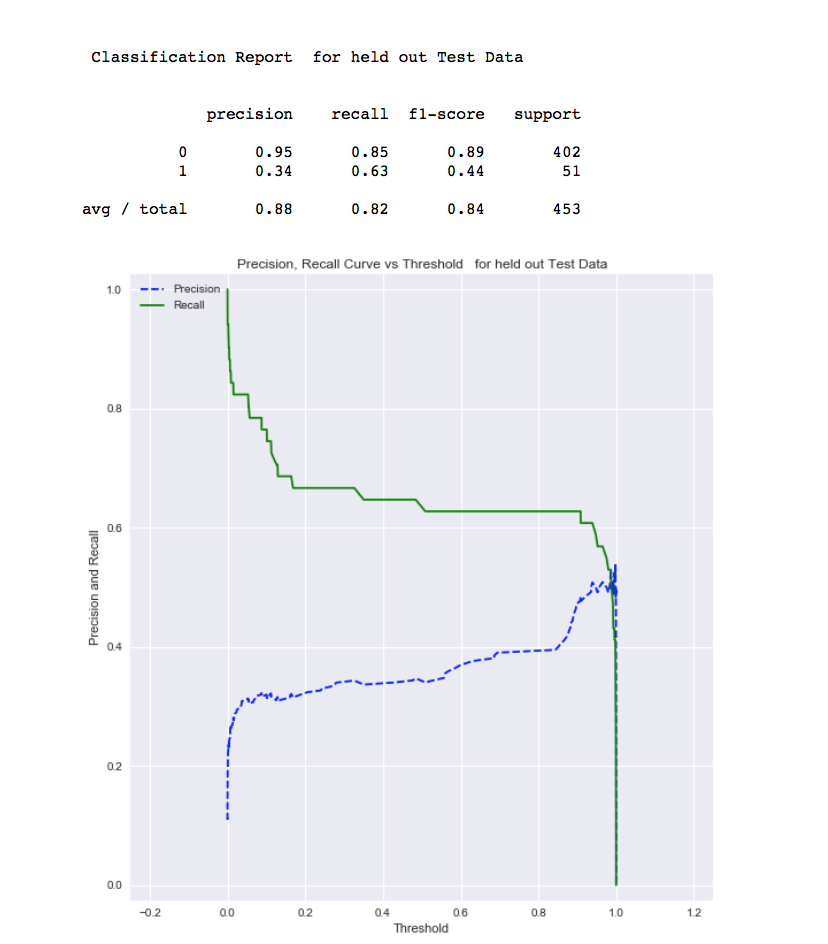 Classification Report  for held out Test Data
precision recall f1-score support
0 0.95 0.85 0.89 402
1 0.34 0.63 0.44 51
avg / total 0.88 0.82 0.84 453
Precision, Recall Curve vs Threshold   for held out Test Data
Precision
Recall
1.0
0.8
0.6
0.4
0.2
0.0
Precision and Recall
−0.2 0.0 0.2 0.4 0.6 0.8 1.0 1.2
Threshold